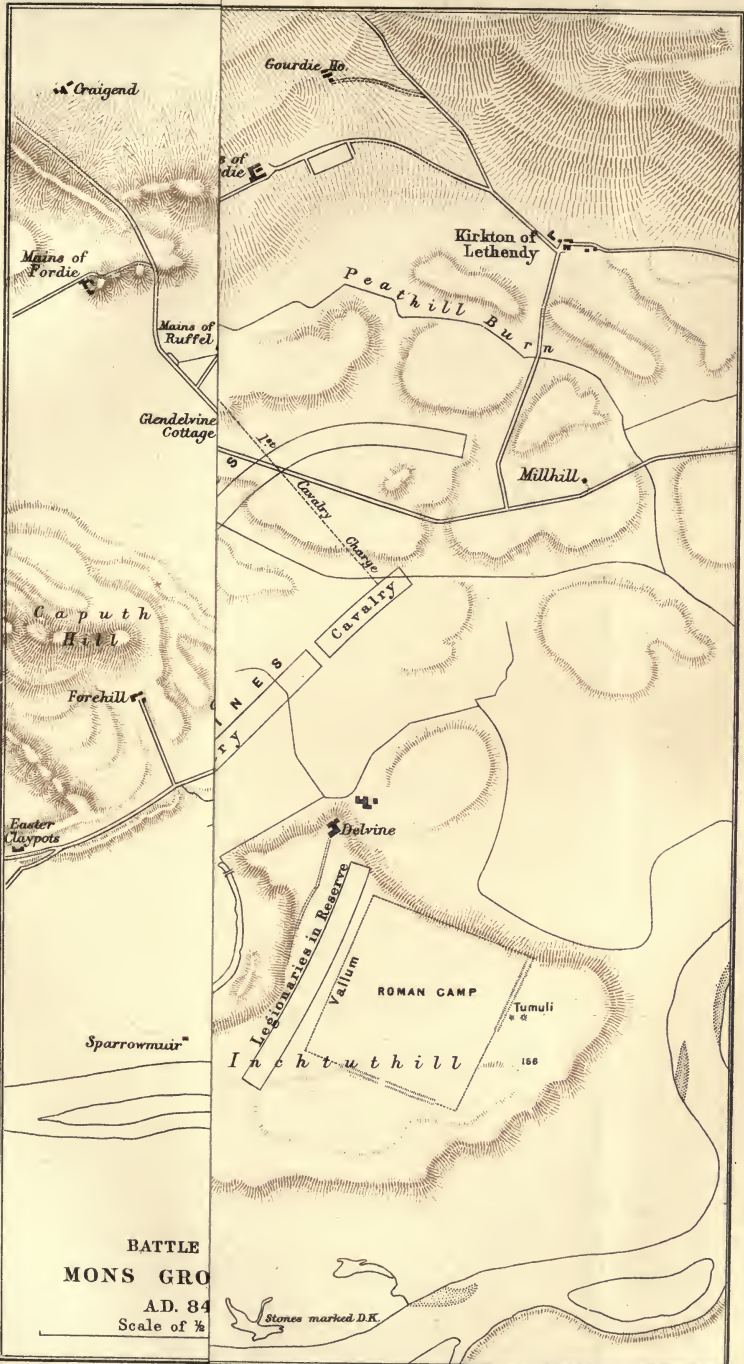 Gourdie Ho.
Craigend
s of
die
Kirkton of
Lethendy
Mains of
Fordie
Peathill Burn
Mains of
Ruffel
Glendelvine
Cottage
1st Cavalry Charge
S
Millhill
Cavalry
Caputh
Hill
INES
ry
Forehill
Easter
Claypots
Delvine
Legionaries in Reserve
Vallum
ROMAN CAMP
Tumuli
Sparrowmuir
Inchtuthill
156
BATTLE
MONS GRO
A.D. 84
Scale of ½
Stones marked D.K.